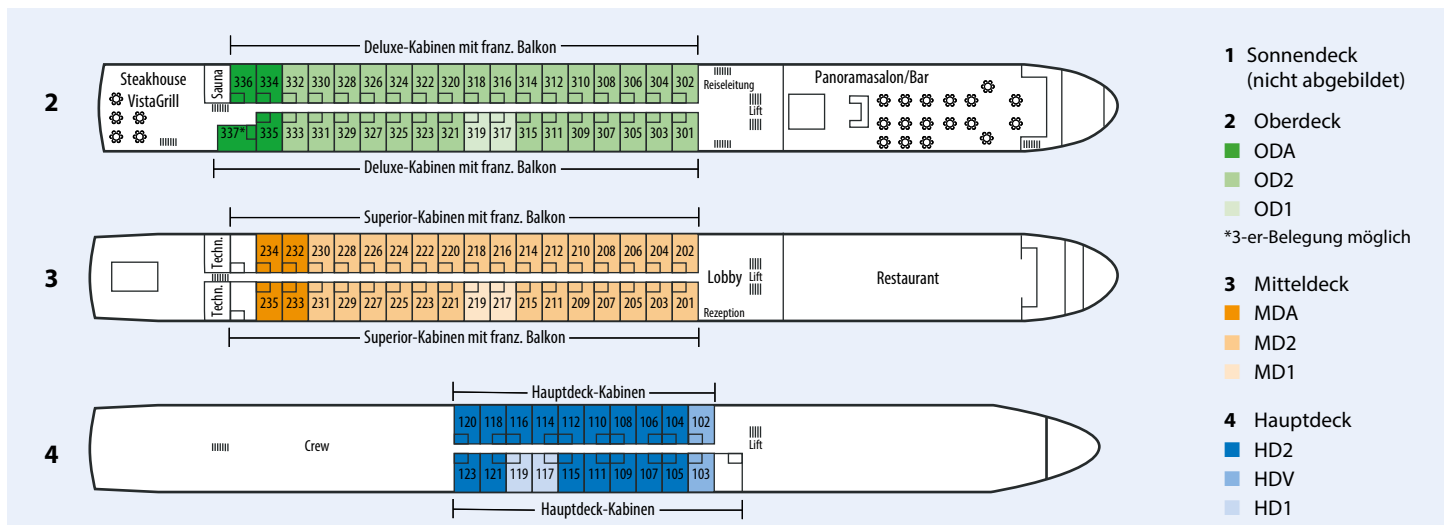 Deluxe-Kabinen mit franz. Balkon
2
Steakhouse
VistaGrill
Sauna
336 334 332 330 328 326 324 322 320 318 316 314 312 310 308 306 304 302
Reiseleitung
Lift
Panoramasalon/Bar
337* 335 333 331 329 327 325 323 321 319 317 315 311 309 307 305 303 301
Deluxe-Kabinen mit franz. Balkon
Superior-Kabinen mit franz. Balkon
3
Techn.
234 232 230 228 226 224 222 220 218 216 214 212 210 208 206 204 202
Lobby
Lift
Restaurant
Techn.
235 233 231 229 227 225 223 221 219 217 215 211 209 207 205 203 201
Rezeption
Superior-Kabinen mit franz. Balkon
Hauptdeck-Kabinen
4
Crew
120 118 116 114 112 110 108 106 104 102
Lift
123 121 119 117 115 111 109 107 105 103
Hauptdeck-Kabinen
1 Sonnendeck
(nicht abgebildet)
2 Oberdeck
ODA
OD2
OD1
*3-er-Belegung möglich
3 Mitteldeck
MDA
MD2
MD1
4 Hauptdeck
HD2
HDV
HD1